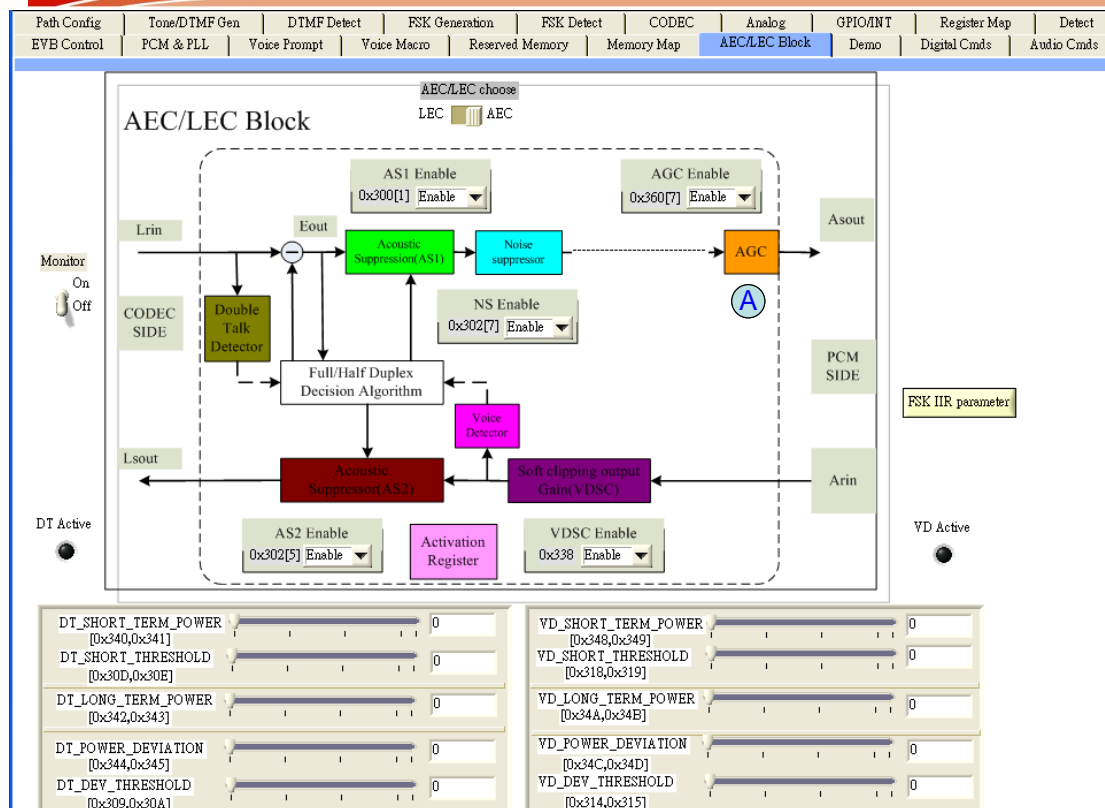 Path Config
Tone/DTMF Gen
DTMF Detect
FSK Generation
FSK Detect
CODEC
Analog
GPIO/INT
Register Map
Detect
EVB Control
PCM & PLL
Voice Prompt
Voice Macro
Reserved Memory
Memory Map
AEC/LEC Block
Demo
Digital Cmds
Audio Cmds
AEC/LEC choose
LEC
AEC
AEC/LEC Block
AS1 Enable
0x300[1] Enable
AGC Enable
0x360[7] Enable
Lrin
Eout
Asout
Acoustic
Suppression(AS1)
Noise
suppressor
AGC
A
Monitor
On
Off
CODEC
SIDE
Double
Talk
Detector
NS Enable
0x302[7] Enable
Full/Half Duplex
Decision Algorithm
PCM
SIDE
FSK IIR parameter
Voice
Detector
Lsout
Acoustic
Suppressor(AS2)
Soft clipping output
Gain(VDSC)
Arin
DT Active
AS2 Enable
0x302[5] Enable
Activation
Register
VDSC Enable
0x338 Enable
VD Active
DT_SHORT_TERM_POWER
[0x340,0x341]
0
DT_SHORT_THRESHOLD
[0x30D,0x30E]
0
DT_LONG_TERM_POWER
[0x342,0x343]
0
DT_POWER_DEVIATION
[0x344,0x345]
0
DT_DEV_THRESHOLD
[0x309,0x30A]
0
VD_SHORT_TERM_POWER
[0x348,0x349]
0
VD_SHORT_THRESHOLD
[0x318,0x319]
0
VD_LONG_TERM_POWER
[0x34A,0x34B]
0
VD_POWER_DEVIATION
[0x34C,0x34D]
0
VD_DEV_THRESHOLD
[0x314,0x315]
0